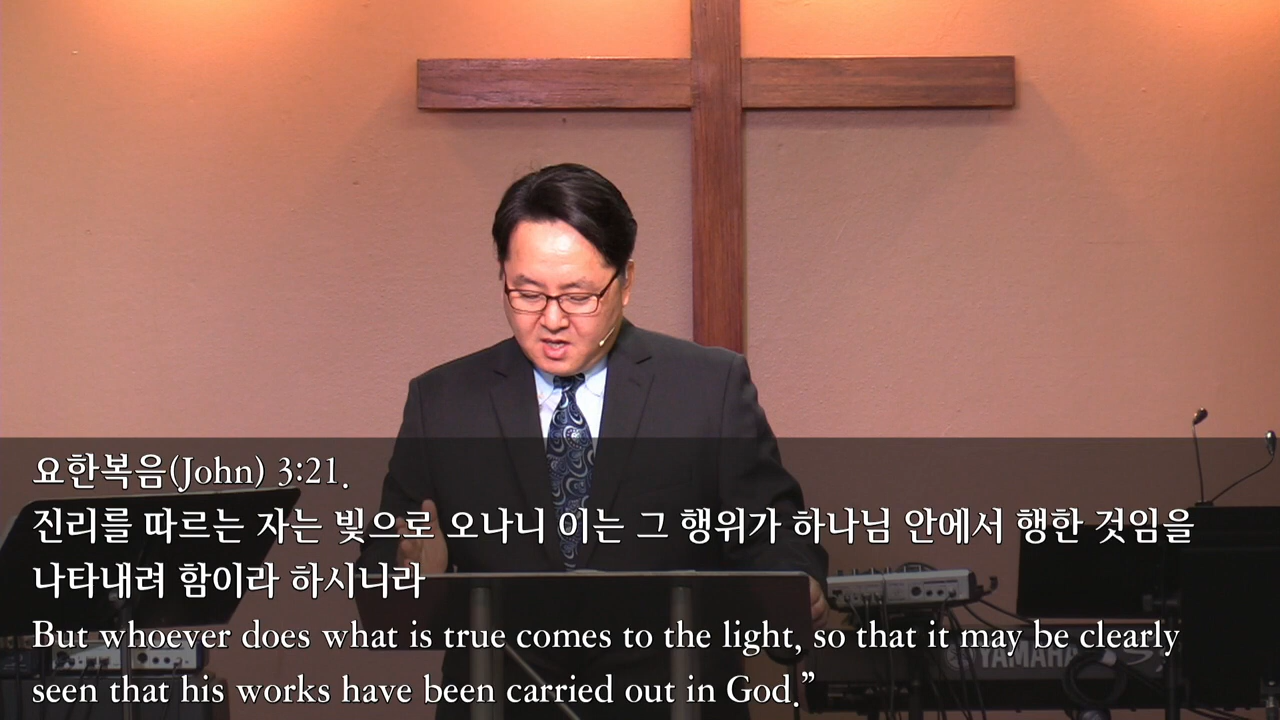 요한복음(John) 3:21.
진리를 따르는 자는 빛으로 오나니 이는 그 행위가 하나님 안에서 행한 것임을
나타내려 함이라 하시니라
But whoever does what is true comes to the light, so that it may be clearly
seen that his works have been carried out in God.”
YAMAHA